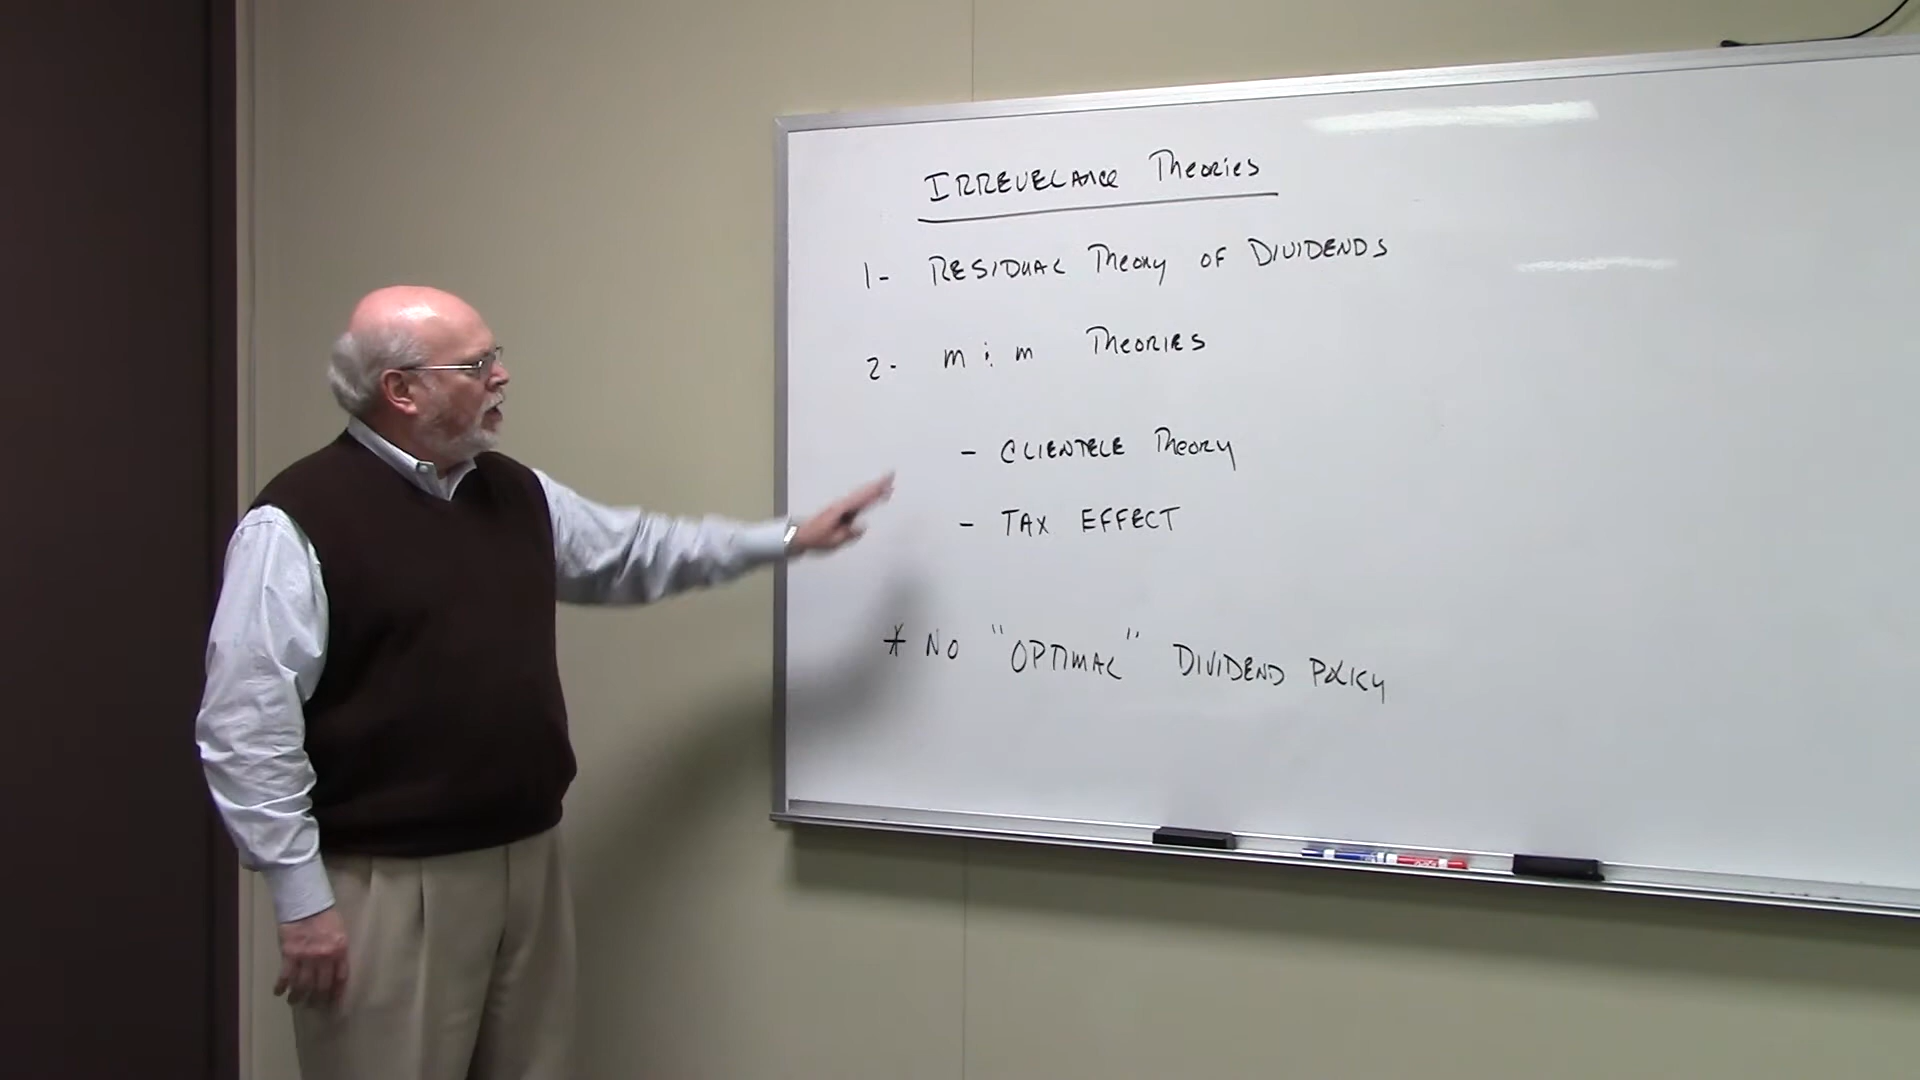 IRREVELANCE Theories
1- RESIDUAL Theory OF DIVIDENDS
2- M & M Theories
- CLIENTELE Theory
- TAX EFFECT
* NO "OPTIMAL" DIVIDEND POLICY